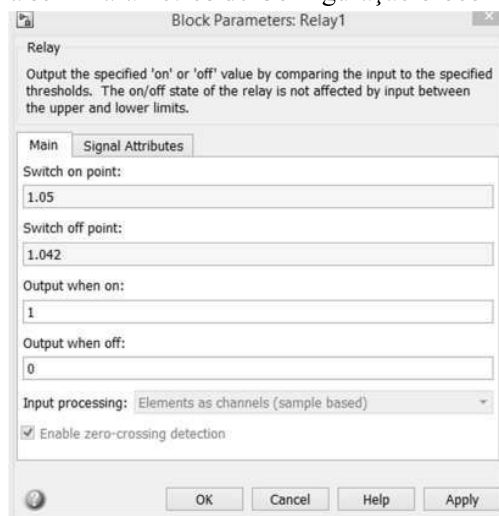 Block Parameters: Relay1
Relay
Output the specified 'on' or 'off' value by comparing the input to the specified
thresholds. The on/off state of the relay is not affected by input between
the upper and lower limits.
Main Signal Attributes
Switch on point:
1.05
Switch off point:
1.042
Output when on:
1
Output when off:
0
Input processing: Elements as channels (sample based)
Enable zero-crossing detection
OK Cancel Help Apply